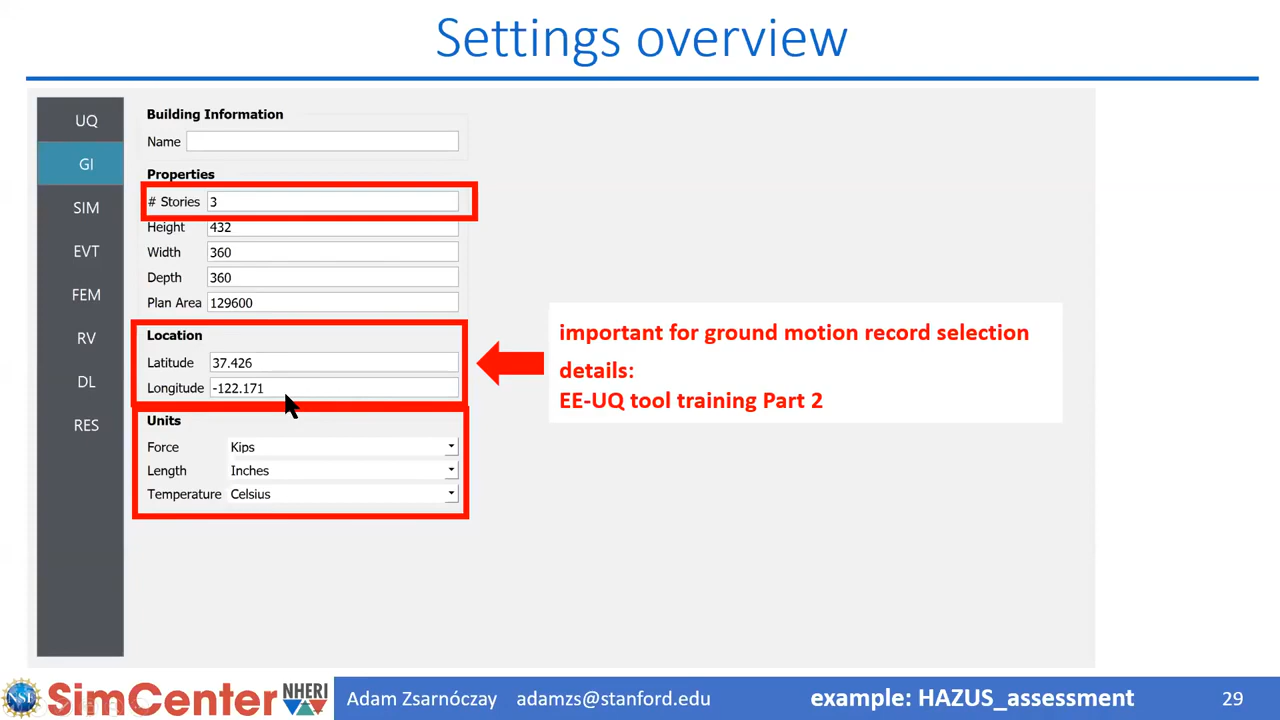 Settings overview
UQ
GI
SIM
EVT
FEM
RV
DL
RES
Building Information
Name
Properties
# Stories 3
Height 432
Width 360
Depth 360
Plan Area 129600
Location
Latitude 37.426
Longitude -122.171
Units
Force Kips
Length Inches
Temperature Celsius
important for ground motion record selection
details:
EE-UQ tool training Part 2
NSF SimCenter NHERI Adam Zsarnóczay adamzs@stanford.edu example: HAZUS_assessment 29